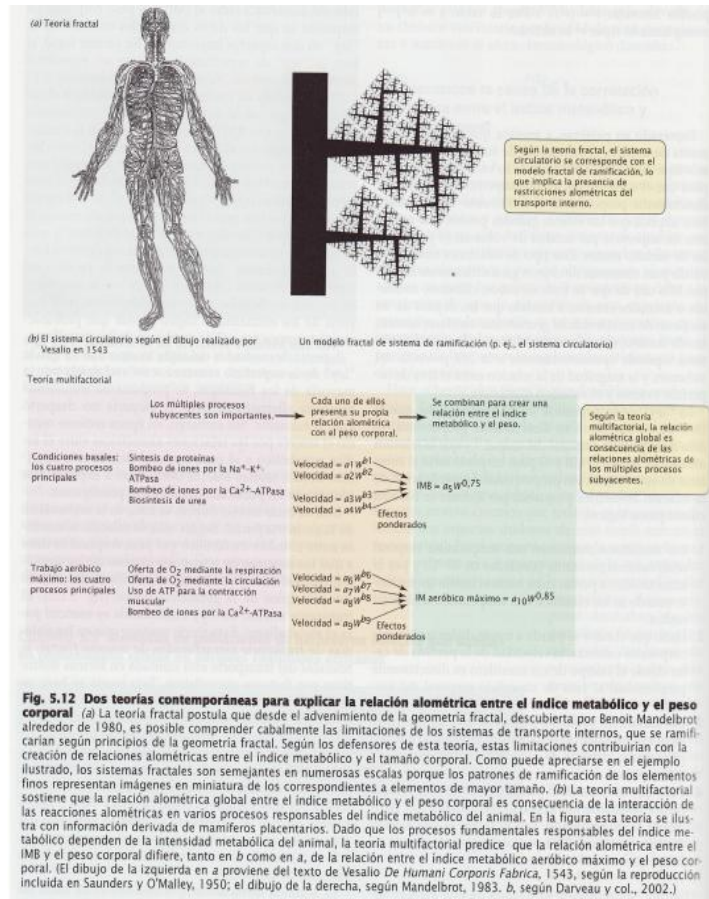 (a) Teoría fractal
Según la teoría fractal, el sistema
circulatorio se corresponde con el
modelo fractal de ramificación, lo
que implica la presencia de
restricciones alométricas del
transporte interno.
(b) El sistema circulatorio según el dibujo realizado por
Vesalio en 1543
Un modelo fractal de sistema de ramificación (p. ej., el sistema circulatorio)
Teoría multifactorial
Los múltiples procesos
subyacentes son importantes.
Cada uno de ellos
presenta su propia
relación alométrica
con el peso corporal.
Se combinan para crear una
relación entre el índice
metabólico y el peso.
Según la teoría
multifactorial, la relación
alométrica global es
consecuencia de las
relaciones alométricas de
los múltiples procesos
subyacentes.
Condiciones basales:
los cuatro procesos
principales
Síntesis de proteínas
Bombeo de iones por la Na⁺-K⁺-
ATPasa
Bombeo de iones por la Ca²⁺-ATPasa
Biosíntesis de urea
Velocidad = a1W^b1
Velocidad = a2W^b2
Velocidad = a3W^b3
Velocidad = a4W^b4
Efectos
ponderados
IMB = a₅W^0,75
Trabajo aeróbico
máximo: los cuatro
procesos principales
Oferta de O₂ mediante la respiración
Oferta de O₂ mediante la circulación
Uso de ATP para la contracción
muscular
Bombeo de iones por la Ca²⁺-ATPasa
Velocidad = a₆W^b6
Velocidad = a₇W^b7
Velocidad = a₈W^b8
Velocidad = a₉W^b9
Efectos
ponderados
IM aeróbico máximo = a₁₀W^0,85
Fig. 5.12 Dos teorías contemporáneas para explicar la relación alométrica entre el índice metabólico y el peso
corporal (a) La teoría fractal postula que desde el advenimiento de la geometría fractal, descubierta por Benoit Mandelbrot
alrededor de 1980, es posible comprender cabalmente las limitaciones de los sistemas de transporte internos, que se ramifi-
carían según principios de la geometría fractal. Según los defensores de esta teoría, estas limitaciones contribuirían con la
creación de relaciones alométricas entre el índice metabólico y el tamaño corporal. Como puede apreciarse en el ejemplo
ilustrado, los sistemas fractales son semejantes en numerosas escalas porque los patrones de ramificación de los elementos
finos representan imágenes en miniatura de los correspondientes a elementos de mayor tamaño. (b) La teoría multifactorial
sostiene que la relación alométrica global entre el índice metabólico y el peso corporal es consecuencia de la interacción de
las reacciones alométricas en varios procesos responsables del índice metabólico del animal. En la figura esta teoría se ilus-
tra con información derivada de mamíferos placentarios. Dado que los procesos fundamentales responsables del índice me-
tabólico dependen de la intensidad metabólica del animal, la teoría multifactorial predice que la relación alométrica entre el
IMB y el peso corporal difiere, tanto en b como en a, de la relación entre el índice metabólico aeróbico máximo y el peso cor-
poral. (El dibujo de la izquierda en a proviene del texto de Vesalio De Humani Corporis Fabrica, 1543, según la reproducción
incluida en Saunders y O'Malley, 1950; el dibujo de la derecha, según Mandelbrot, 1983. b, según Darveau y col., 2002.)